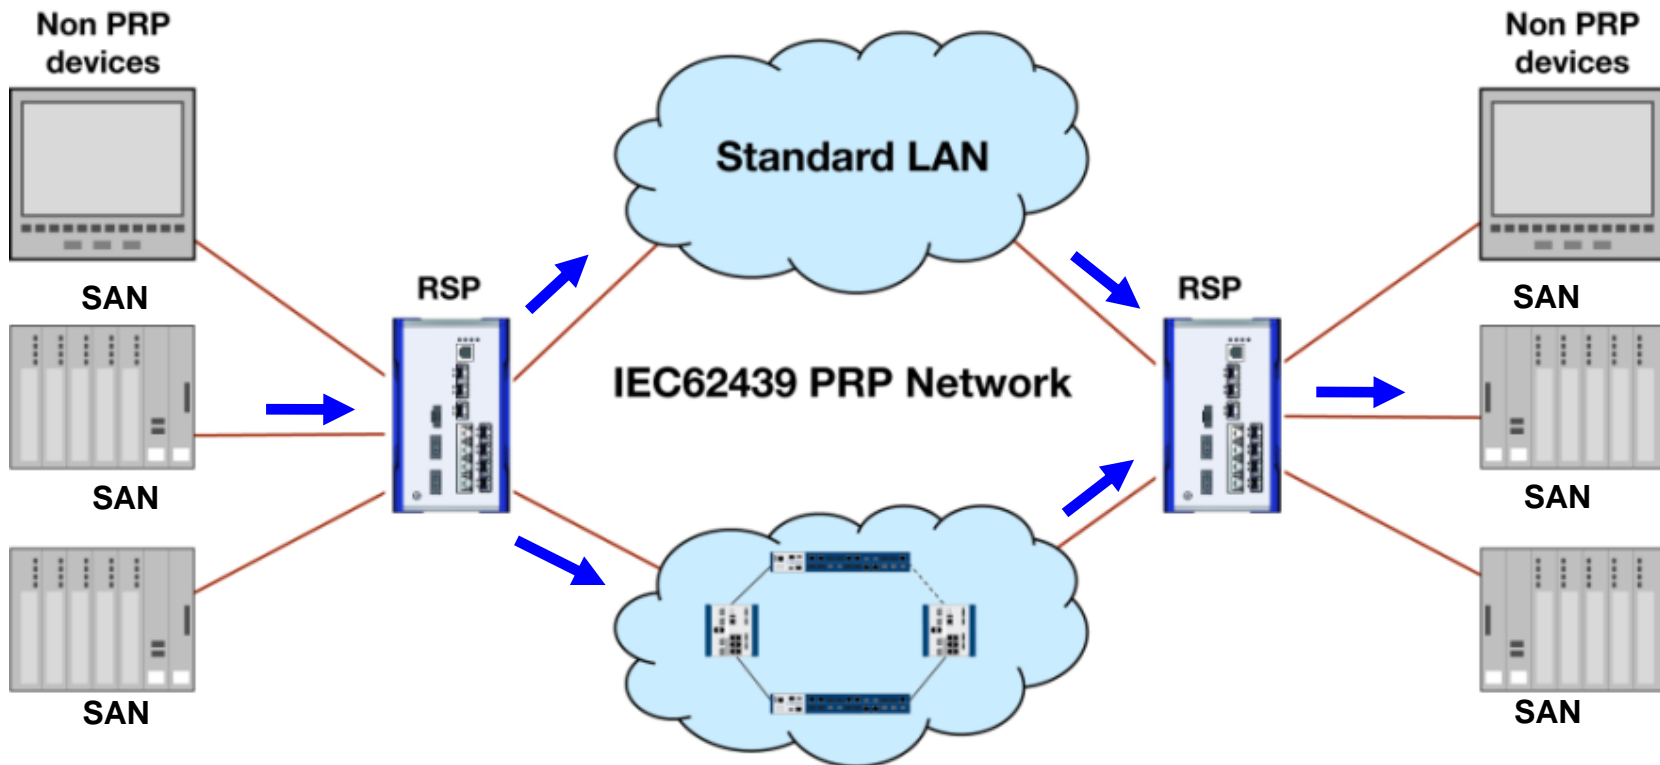 Non PRP
devices
Non PRP
devices
Standard LAN
SAN
RSP
RSP
SAN
IEC62439 PRP Network
SAN
SAN
SAN
SAN